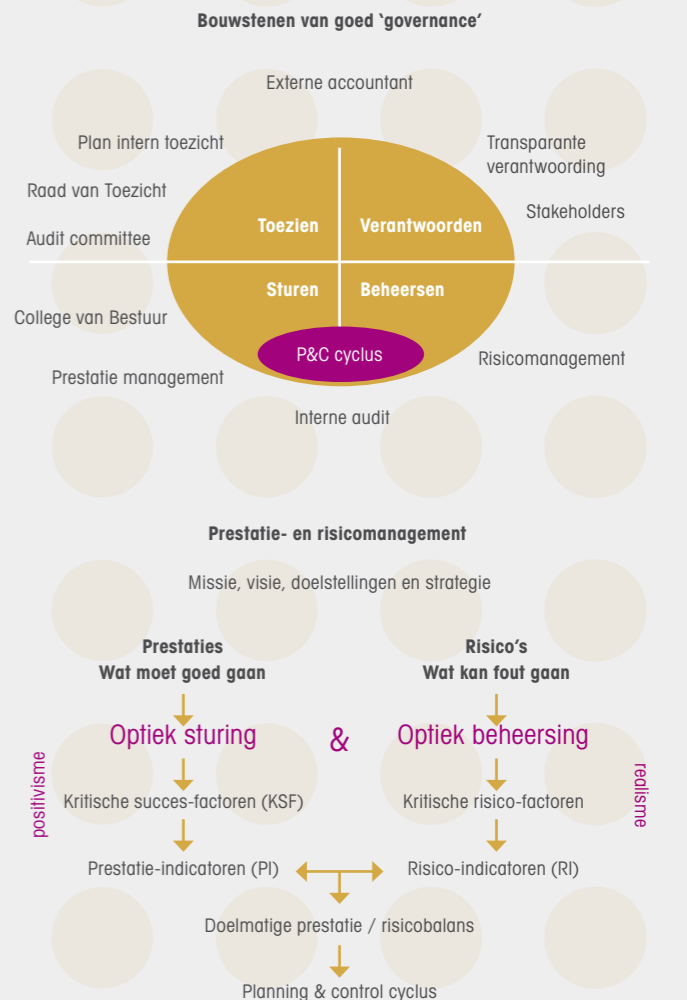 Bouwstenen van goed ‘governance’
Externe accountant
Plan intern toezicht
Transparante
verantwoording
Raad van Toezicht
Stakeholders
Audit committee
Toezien
Verantwoorden
Sturen
Beheersen
College van Bestuur
P&C cyclus
Risicomanagement
Prestatie management
Interne audit
Prestatie- en risicomanagement
Missie, visie, doelstellingen en strategie
Prestaties
Wat moet goed gaan
Risico’s
Wat kan fout gaan
Optiek sturing
&
Optiek beheersing
positivisme
realisme
Kritische succes-factoren (KSF)
Kritische risico-factoren
Prestatie-indicatoren (PI)
Risico-indicatoren (RI)
Doelmatige prestatie / risicobalans
Planning & control cyclus